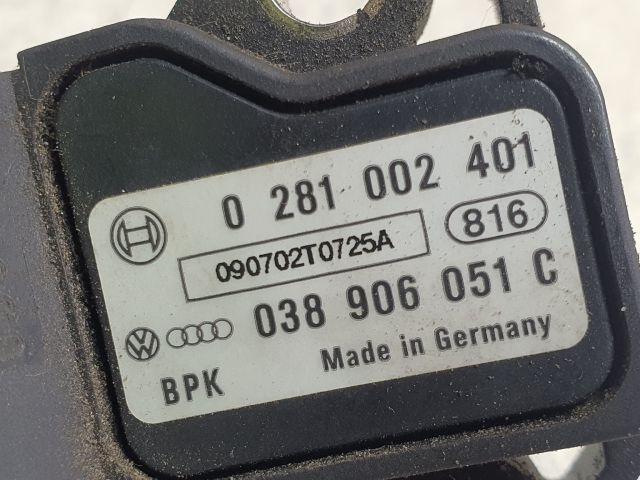 0 281 002 401
090702T0725A
816
038 906 051 C
Made in Germany
BPK